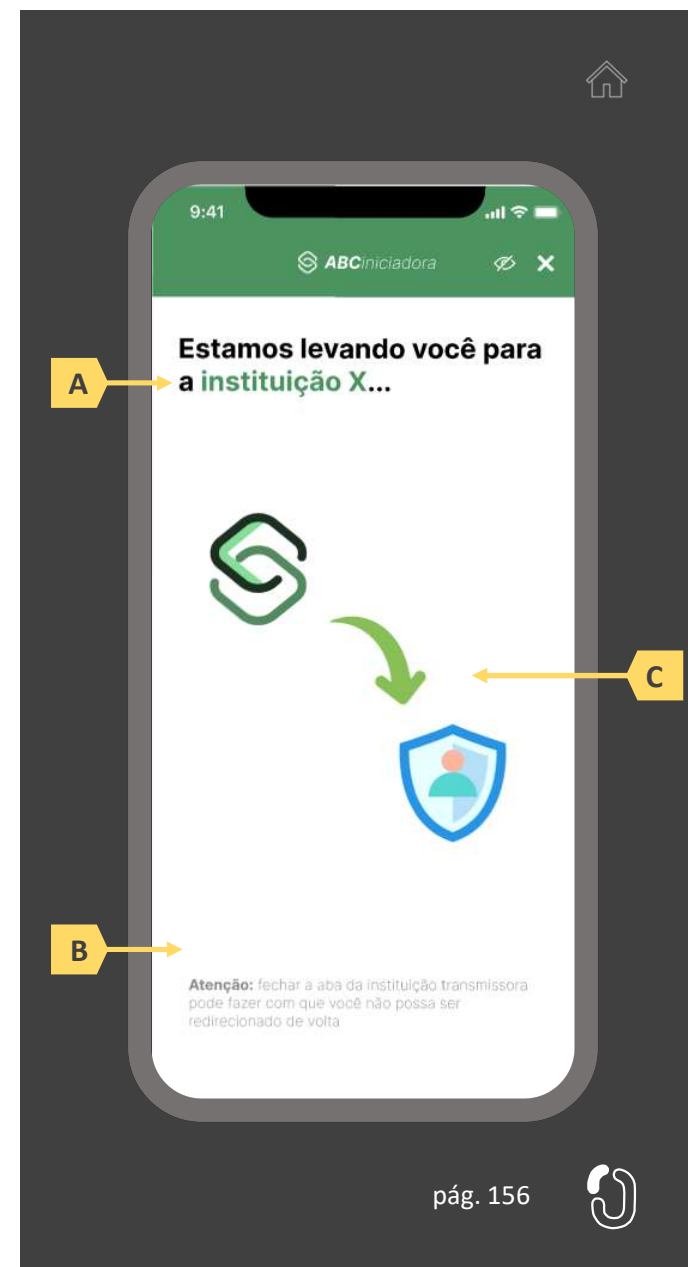 9:41
ABCiniciadora
Estamos levando você para
a instituição X...
A
C
B
Atenção: fechar a aba da instituição transmissora
pode fazer com que você não possa ser
redirecionado de volta
pág. 156